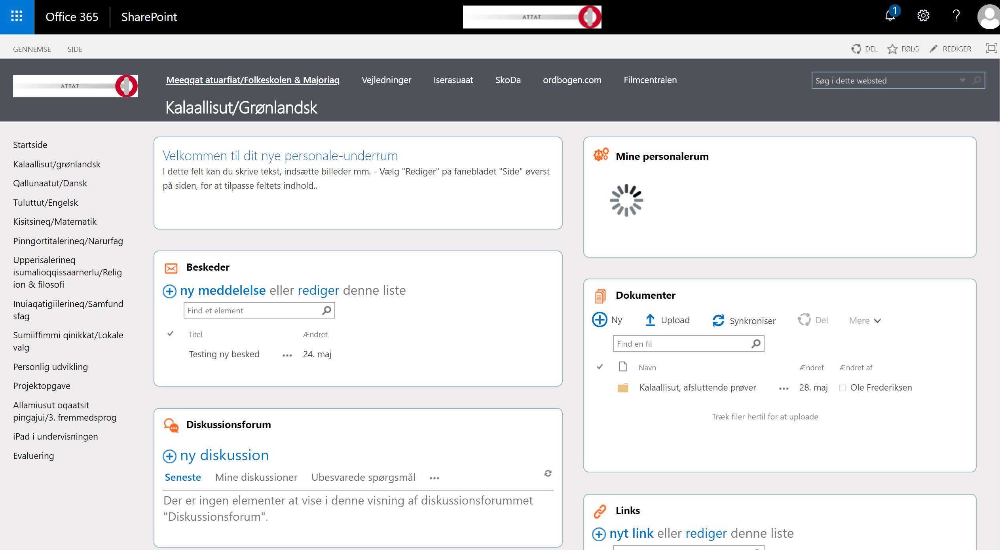 Office 365
SharePoint
ATTAT
1
GENNEMSE
SIDE
DEL
FØLG
REDIGER
ATTAT
Meeqqat atuarfiat/Folkeskolen & Majoriaq
Vejledninger
Iserasuaat
SkoDa
ordbogen.com
Filmcentralen
Søg i dette websted
Kalaallisut/Grønlandsk
Startside
Kalaallisut/grønlandsk
Qallunaatut/Dansk
Tuluttut/Engelsk
Kisitsineq/Matematik
Pinngortitalerineq/Narurfag
Upperisalerineq
isumalioqqissaarnerlu/Relig
ion & filosofi
Inuiaqatigiilerineq/Samfund
sfag
Sumiiffimmi qinikkat/Lokale
valg
Personlig udvikling
Projektopgave
Allamiusut oqaatsit
pingajui/3. fremmedsprog
iPad i undervisningen
Evaluering
Velkommen til dit nye personale-underrum
I dette felt kan du skrive tekst, indsætte billeder mm. - Vælg "Rediger" på fanebladet "Side" øverst
på siden, for at tilpasse feltets indhold..
Beskeder
ny meddelelse eller rediger denne liste
Find et element
Titel
Ændret
Testing ny besked
24. maj
Diskussionsforum
ny diskussion
Seneste
Mine diskussioner
Ubesvarede spørgsmål
Der er ingen elementer at vise i denne visning af diskussionsforummet
"Diskussionsforum".
Mine personalerum
Dokumenter
Ny
Upload
Synkroniser
Del
Mere
Find en fil
Navn
Ændret
Ændret af
Kalaallisut, afsluttende prøver
28. maj
Ole Frederiksen
Træk filer hertil for at uploade
Links
nyt link eller rediger denne liste